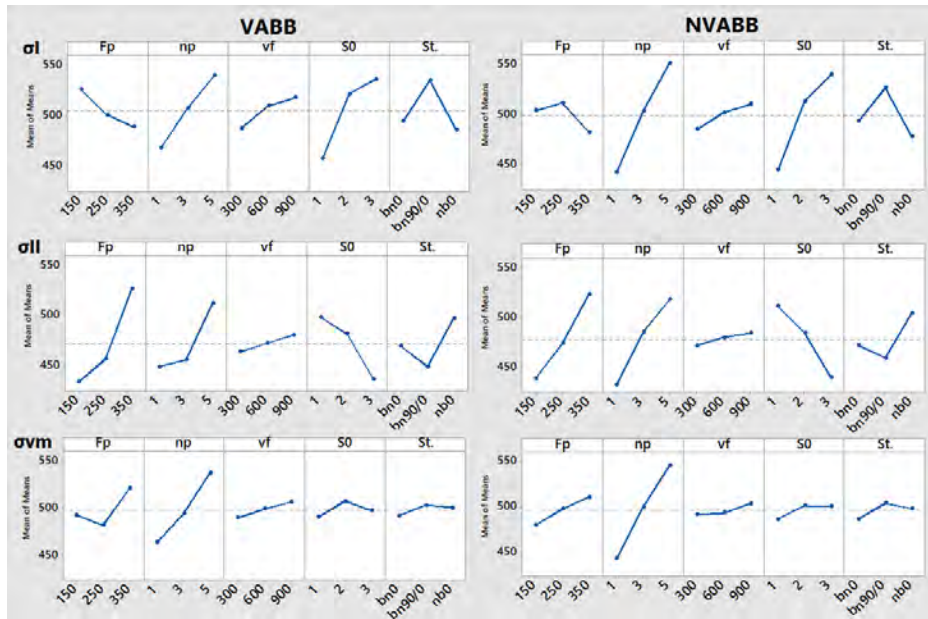 VABB NVABB
σI Fp np vf S0 St. Fp np vf S0 St.
Mean of Means 550 500 450 Mean of Means 550 500 450
150 250 350 1 3 5 300 600 900 1 2 3 bn0 bn90/0 nb0 150 250 350 1 3 5 300 600 900 1 2 3 bn0 bn90/0 nb0
σII Fp np vf S0 St. Fp np vf S0 St.
Mean of Means 550 500 450 Mean of Means 550 500 450
150 250 350 1 3 5 300 600 900 1 2 3 bn0 bn90/0 nb0 150 250 350 1 3 5 300 600 900 1 2 3 bn0 bn90/0 nb0
σvm Fp np vf S0 St. Fp np vf S0 St.
Mean of Means 550 500 450 Mean of Means 550 500 450
150 250 350 1 3 5 300 600 900 1 2 3 bn0 bn90/0 nb0 150 250 350 1 3 5 300 600 900 1 2 3 bn0 bn90/0 nb0